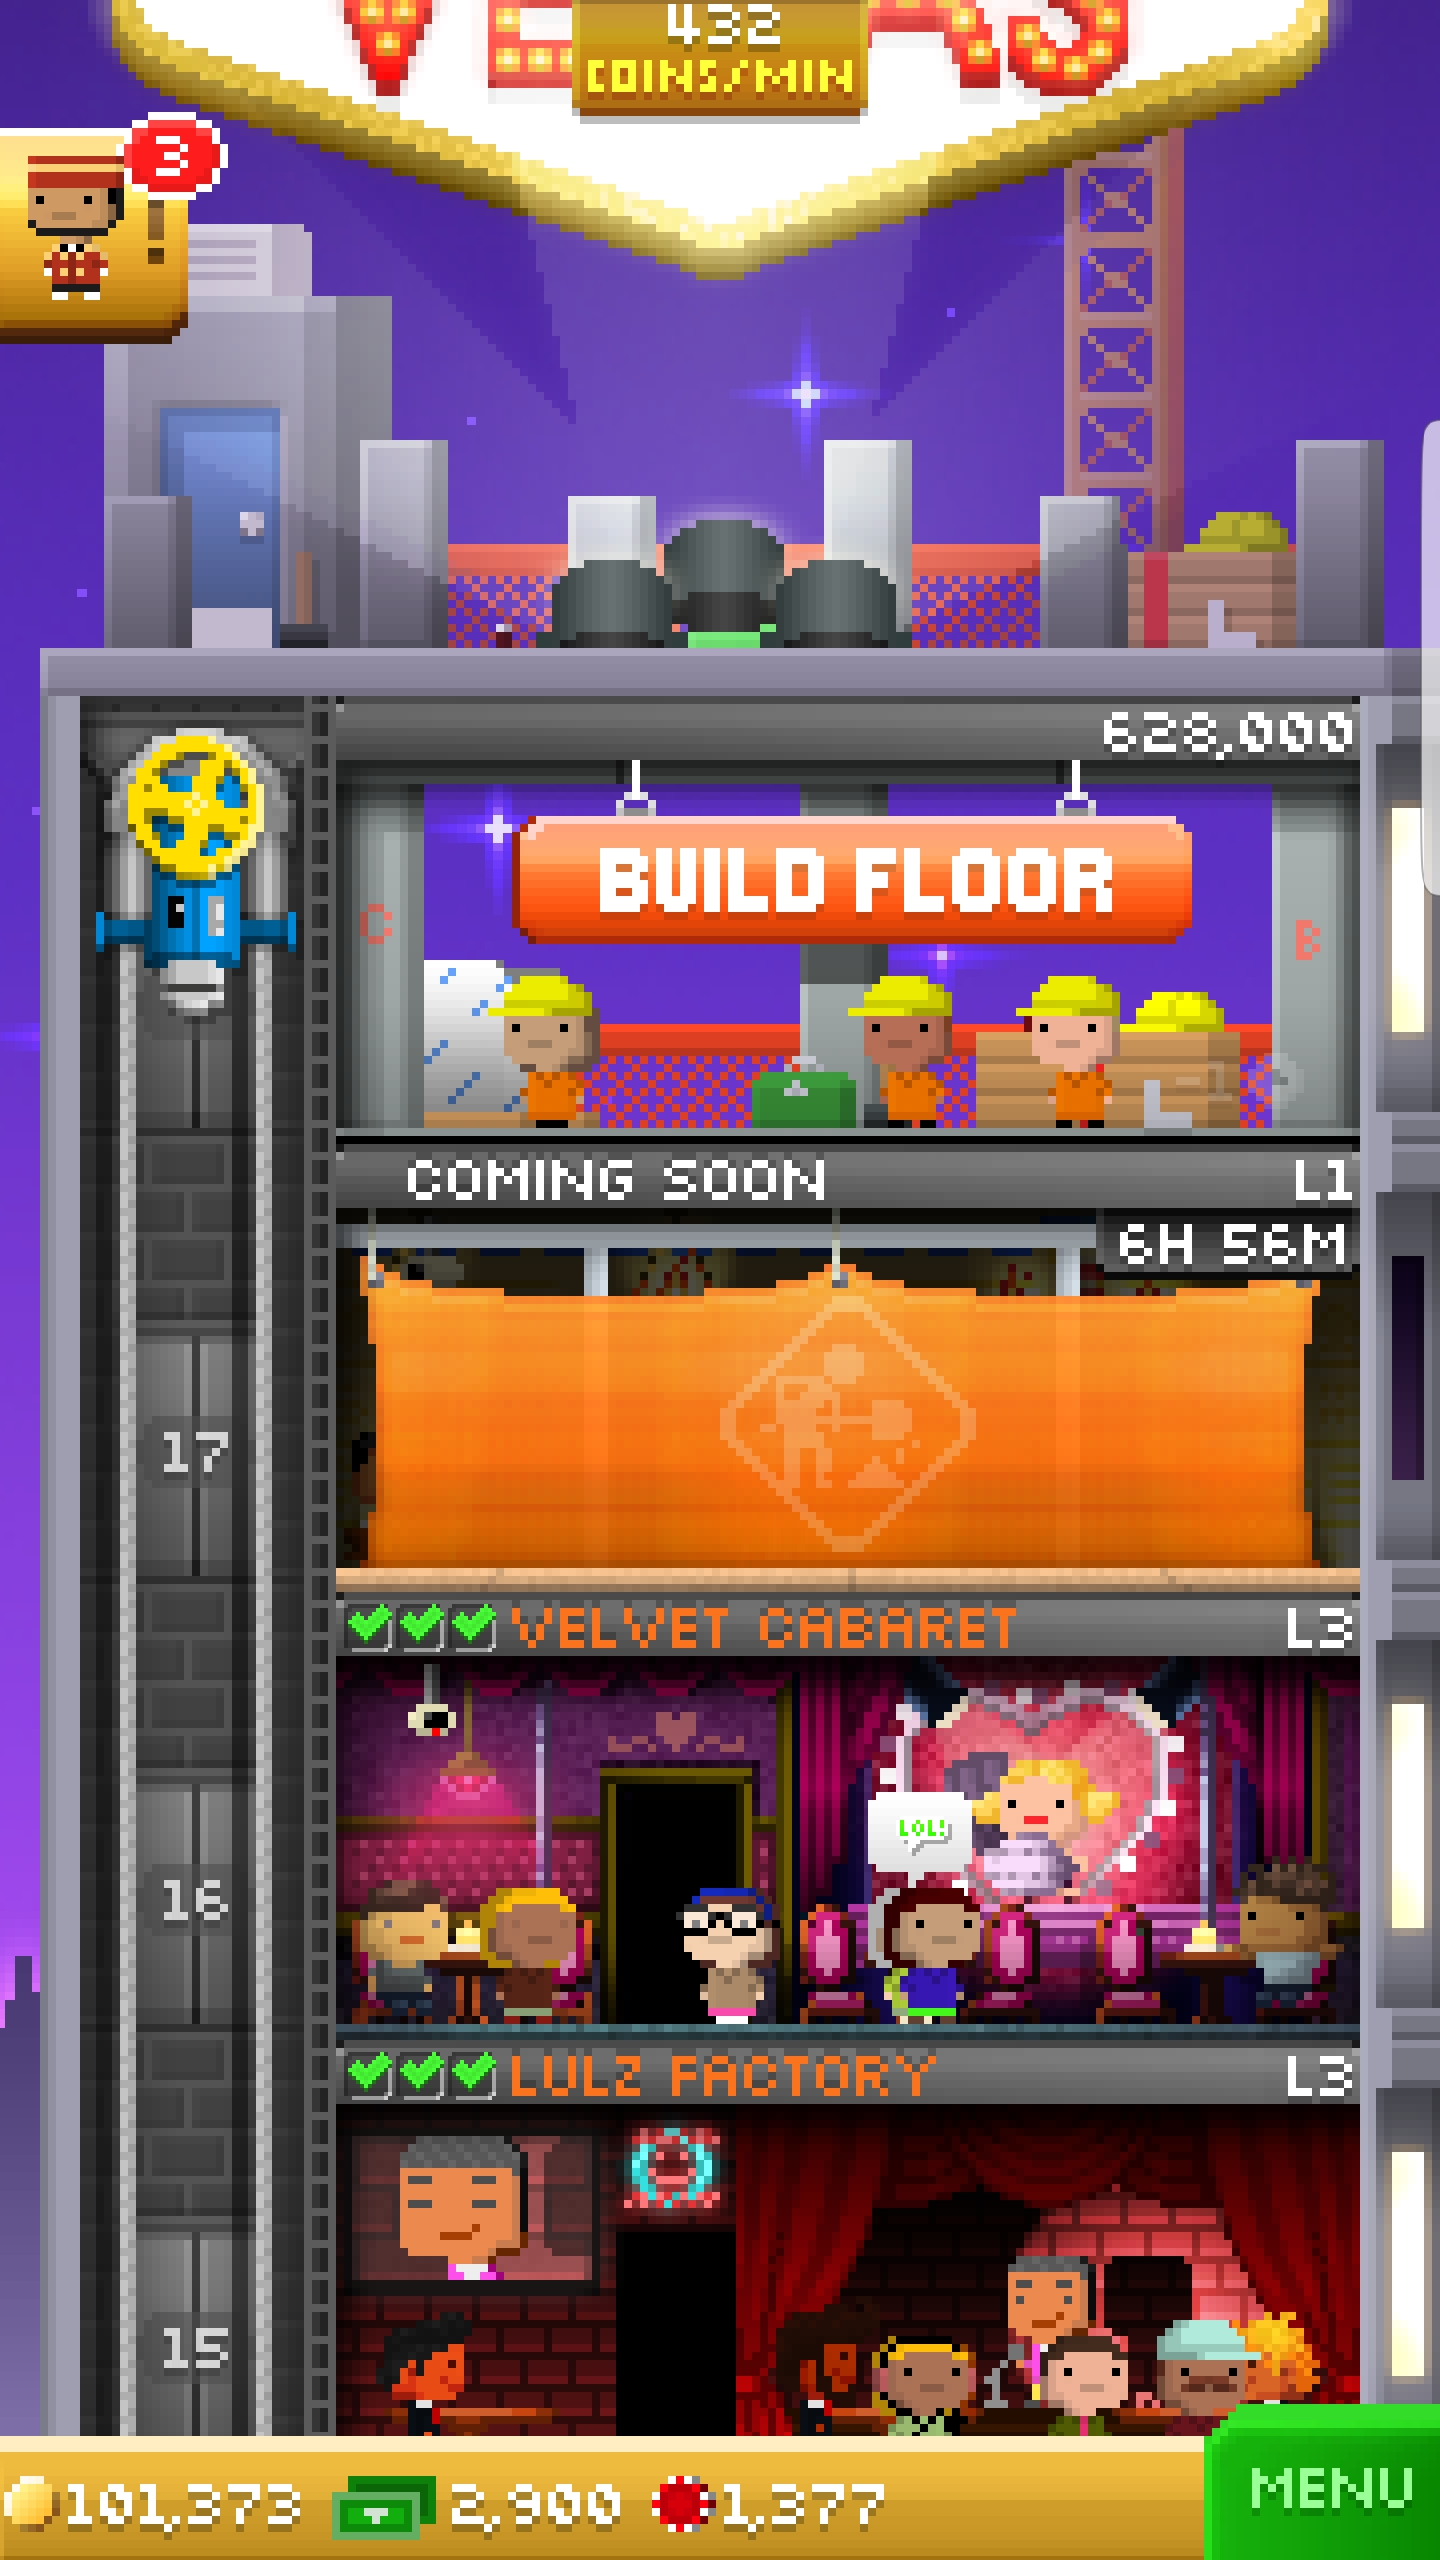 432
COINS/MIN
3
628,000
BUILD FLOOR
C
B
COMING SOON L1
6H 56M
17
VELVET CABARET L3
LOL!
16
LULZ FACTORY L3
15
101,373 2,900 1,377
MENU